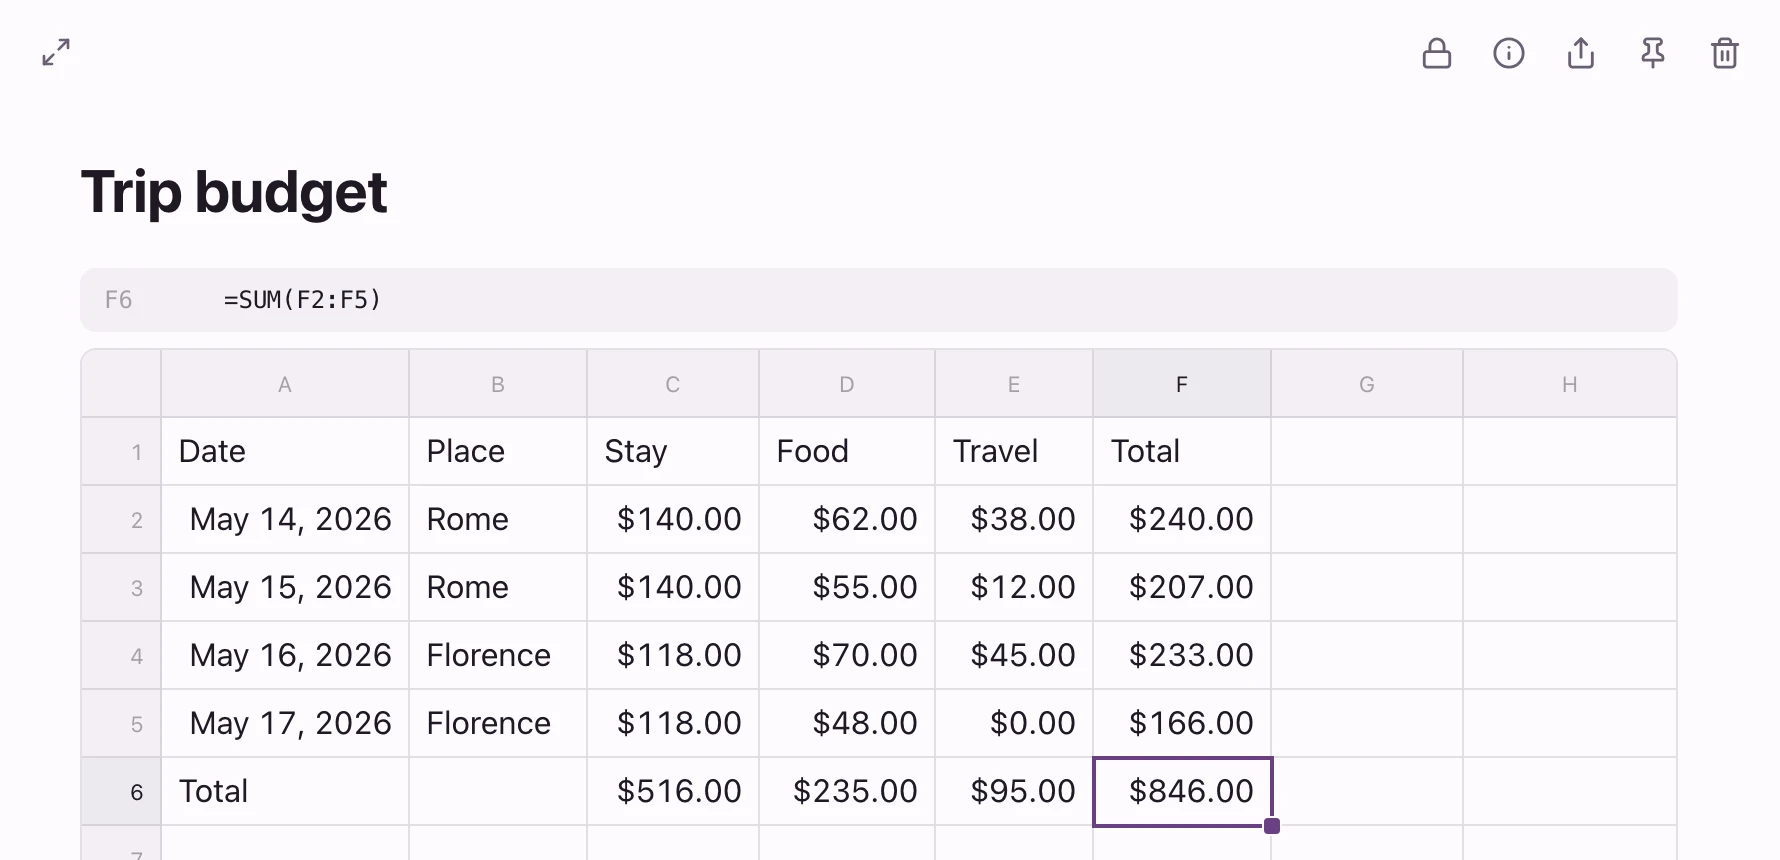 Trip budget
F6 =SUM(F2:F5)
A B C D E F G H
1 Date Place Stay Food Travel Total
2 May 14, 2026 Rome $140.00 $62.00 $38.00 $240.00
3 May 15, 2026 Rome $140.00 $55.00 $12.00 $207.00
4 May 16, 2026 Florence $118.00 $70.00 $45.00 $233.00
5 May 17, 2026 Florence $118.00 $48.00 $0.00 $166.00
6 Total $516.00 $235.00 $95.00 $846.00
7